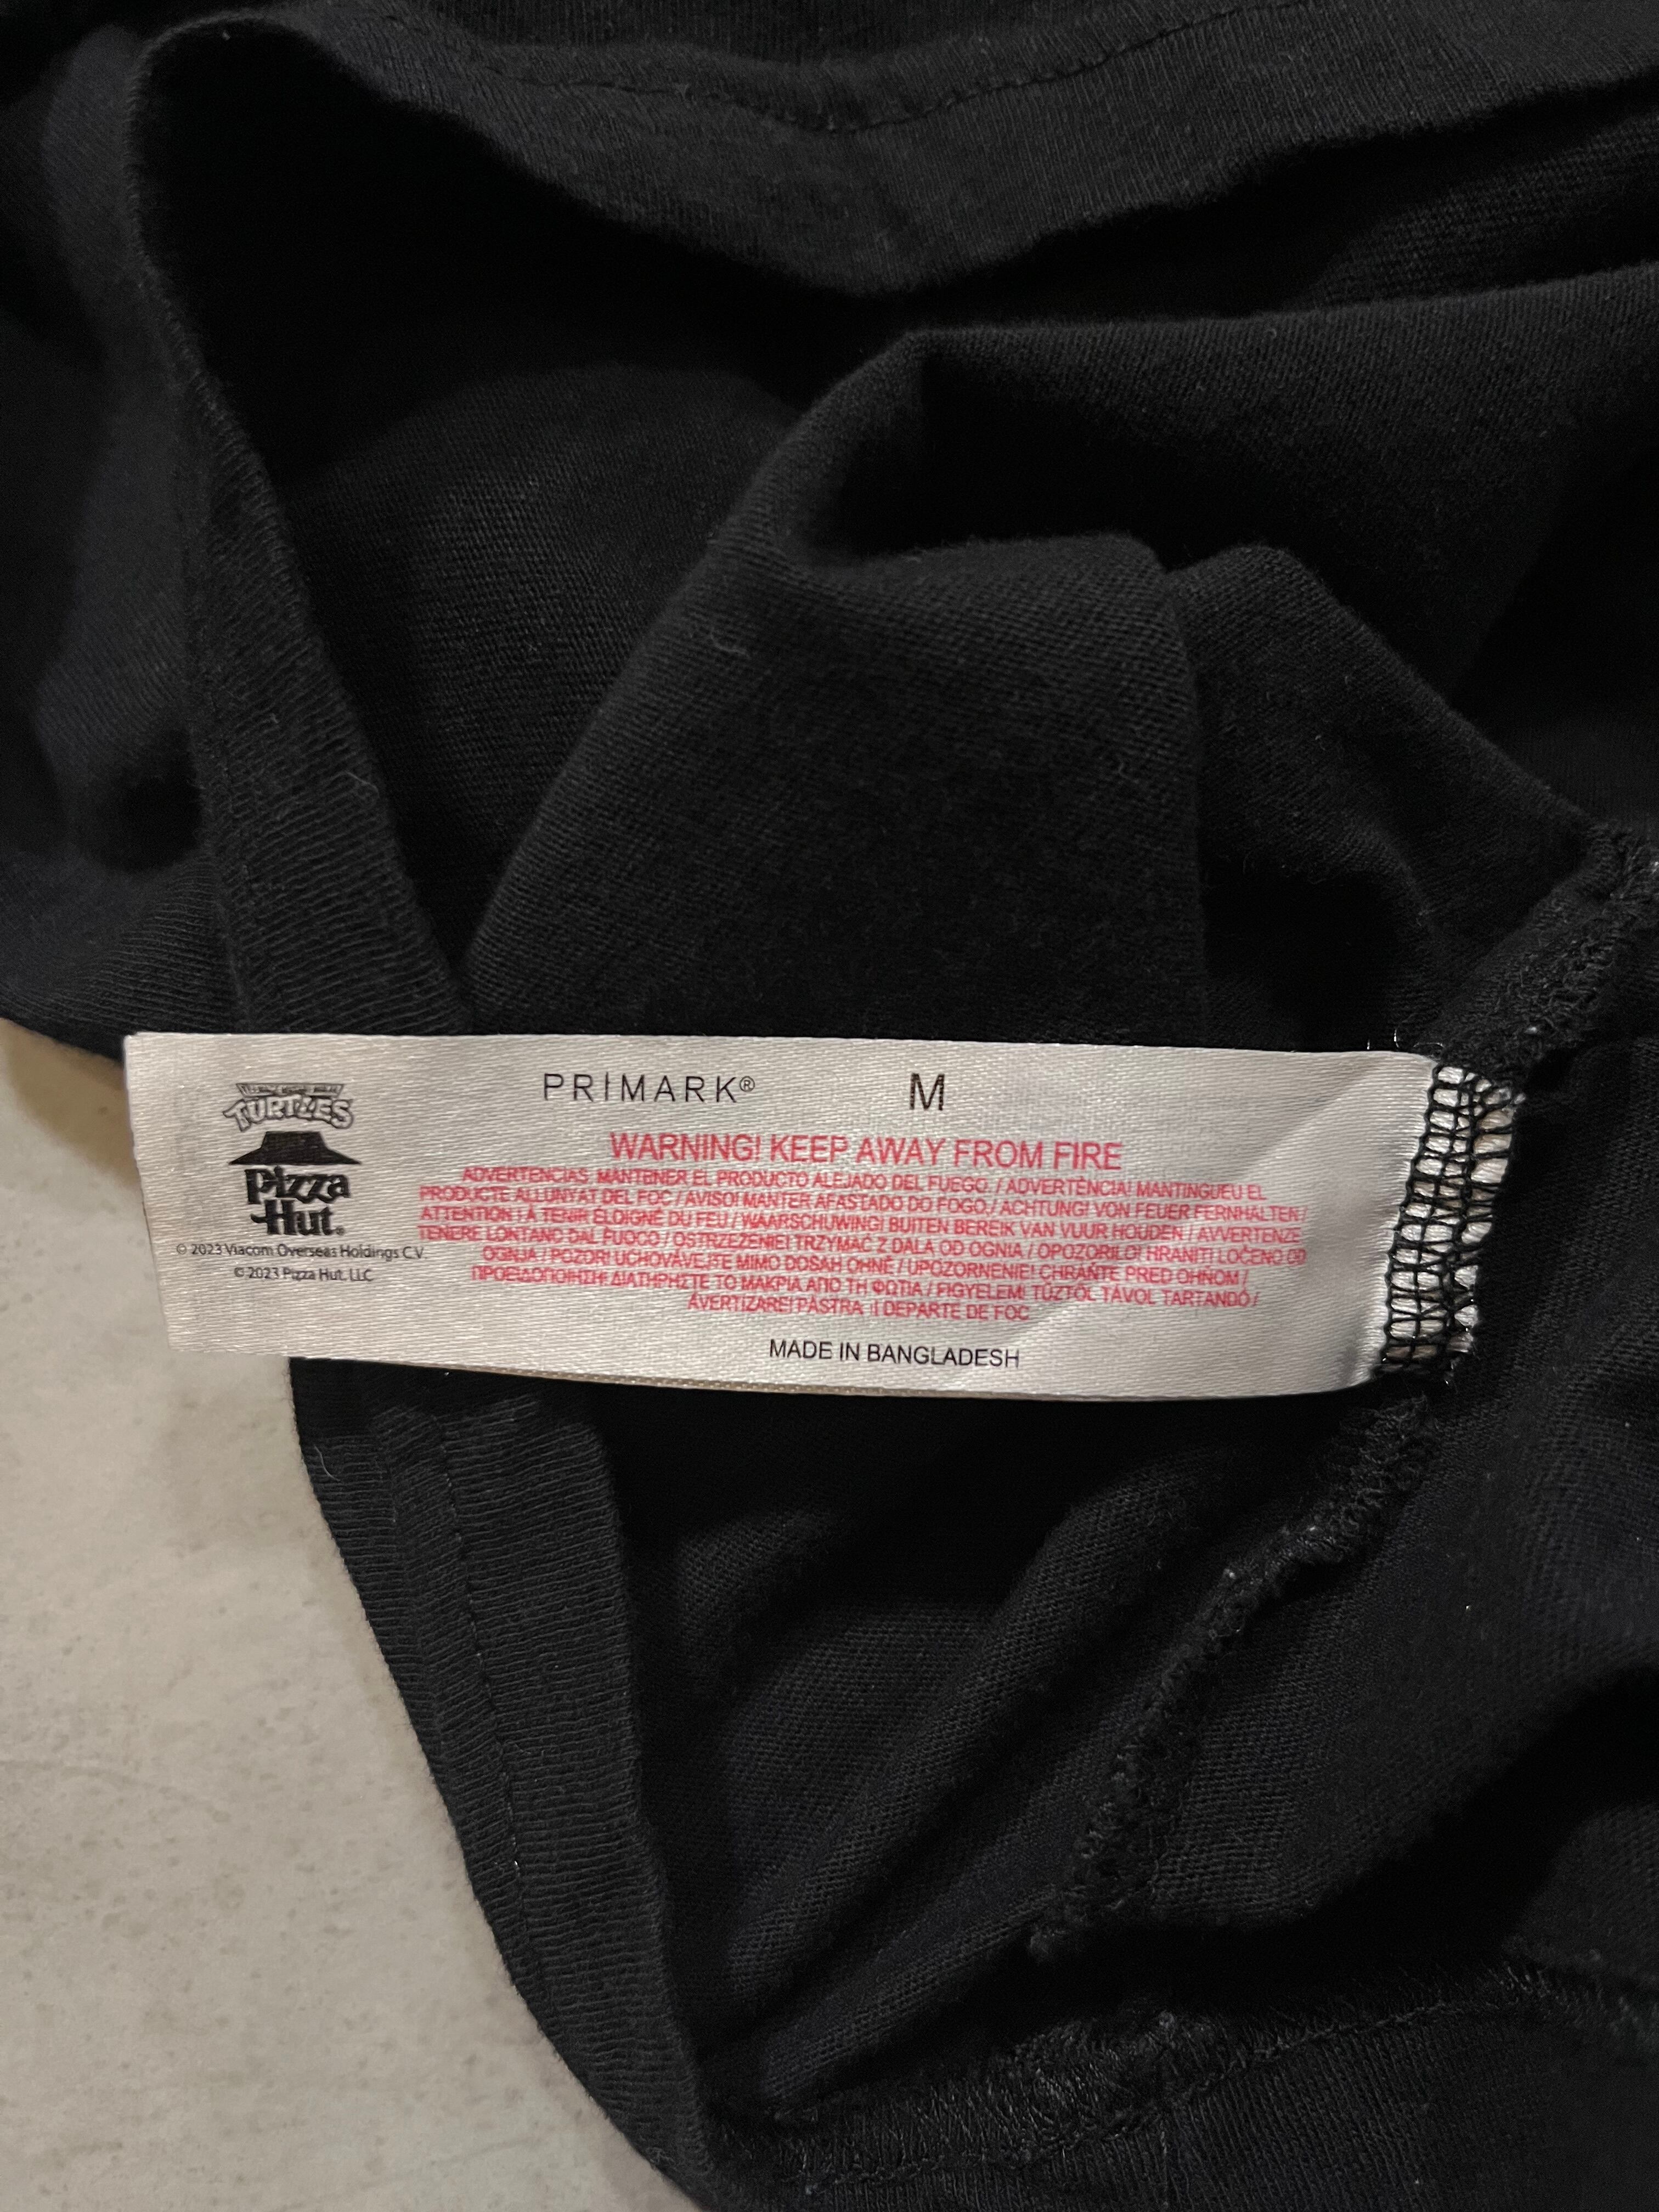 TURTLES
Pizza
Hut.
© 2023 Viacom Overseas Holdings C.V.
© 2023 Pizza Hut, LLC
PRIMARK® M
WARNING! KEEP AWAY FROM FIRE
ADVERTENCIAS. MANTENER EL PRODUCTO ALEJADO DEL FUEGO. / ADVERTÈNCIA! MANTINGUEU EL
PRODUCTE ALLUNYAT DEL FOC / AVISO! MANTER AFASTADO DO FOGO / ACHTUNG! VON FEUER FERNHALTEN /
ATTENTION ! À TENIR ÉLOIGNÉ DU FEU / WAARSCHUWING! BUITEN BEREIK VAN VUUR HOUDEN / AVVERTENZE
TENERE LONTANO DAL FUOCO / OSTRZEŻENIE! TRZYMAĆ Z DALA OD OGNIA / OPOZORILO! HRANITI LOČENO OD
OGNJA / POZOR! UCHOVÁVEJTE MIMO DOSAH OHNĚ / UPOZORNENIE! CHRÁŇTE PRED OHŇOM /
ΠΡΟΕΙΔΟΠΟΙΗΣΗ! ΔΙΑΤΗΡΗΣΤΕ ΤΟ ΜΑΚΡΙΑ ΑΠΟ ΤΗ ΦΩΤΙΑ / FIGYELEM! TŰZTŐL TÁVOL TARTANDÓ /
AVERTIZARE! PĂSTRA I DEPARTE DE FOC
MADE IN BANGLADESH